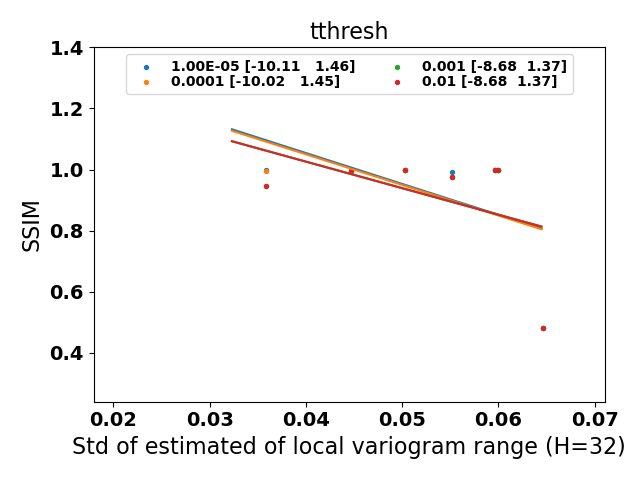 tthresh
1.00E-05 [-10.11 1.46]
0.0001 [-10.02 1.45]
0.001 [-8.68 1.37]
0.01 [-8.68 1.37]
1.4
1.2
1.0
0.8
0.6
0.4
SSIM
0.02 0.03 0.04 0.05 0.06 0.07
Std of estimated of local variogram range (H=32)